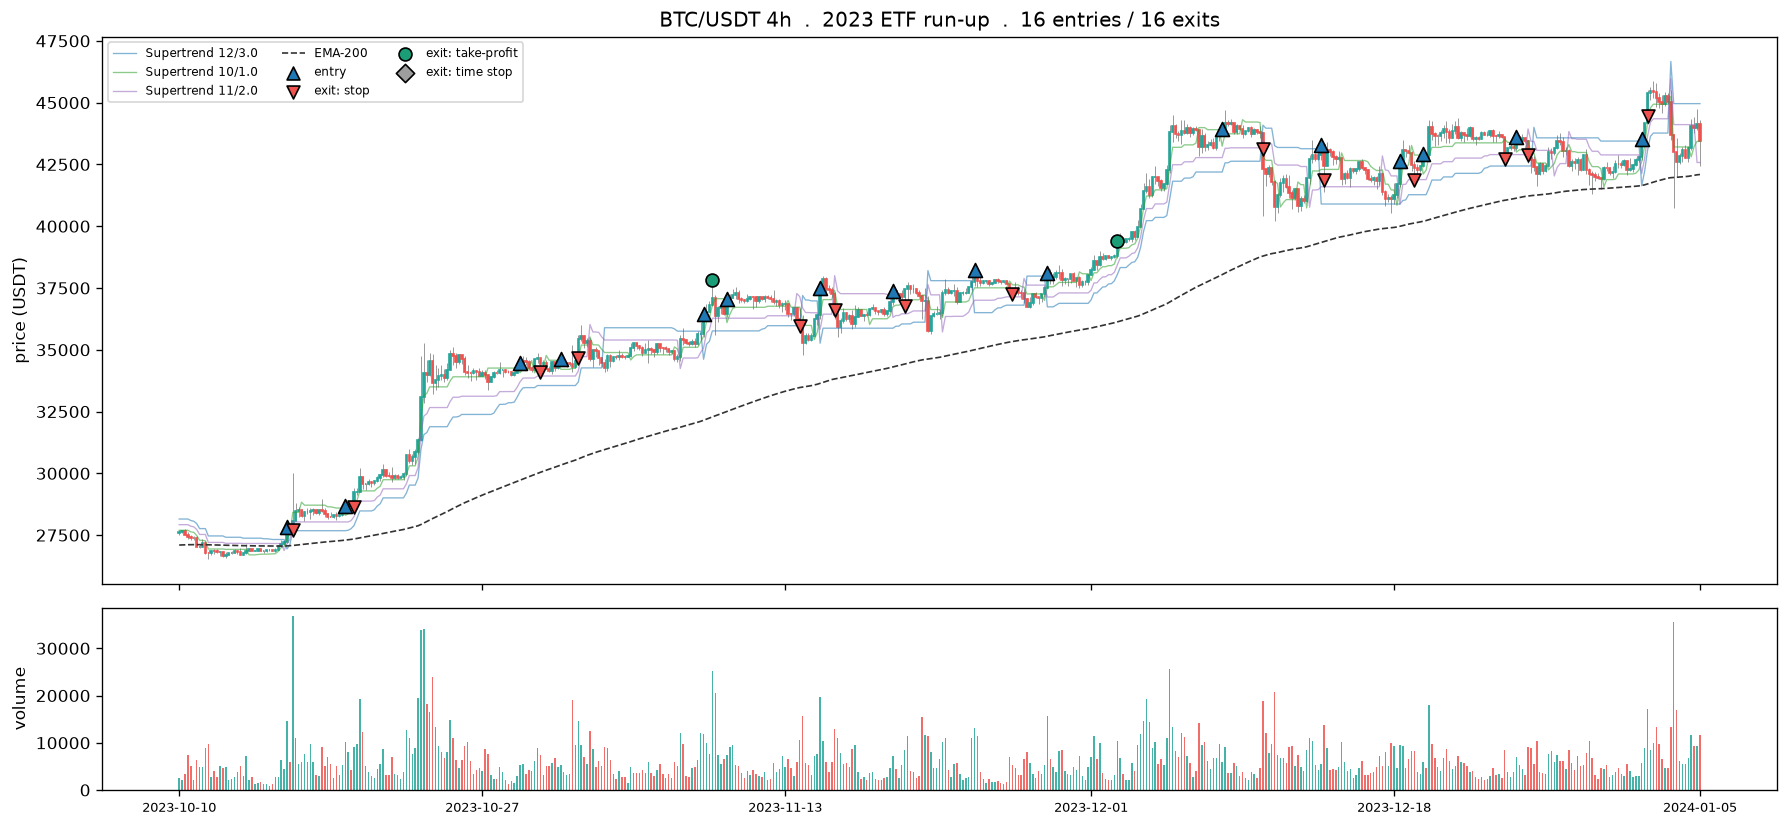 BTC/USDT 4h . 2023 ETF run-up . 16 entries / 16 exits
Supertrend 12/3.0
Supertrend 10/1.0
Supertrend 11/2.0
EMA-200
entry
exit: stop
exit: take-profit
exit: time stop
price (USDT)
47500
45000
42500
40000
37500
35000
32500
30000
27500
volume
30000
20000
10000
0
2023-10-10
2023-10-27
2023-11-13
2023-12-01
2023-12-18
2024-01-05